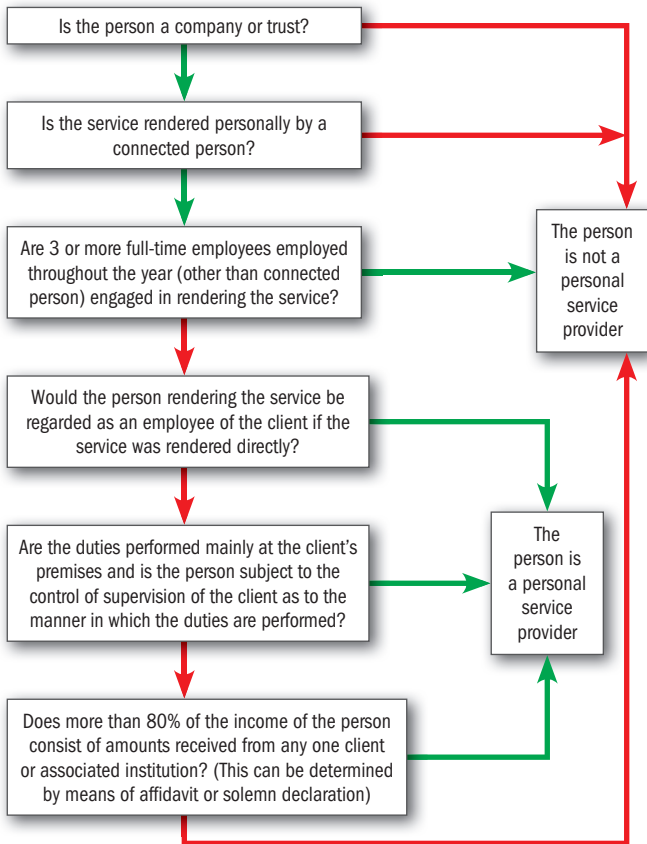 Is the person a company or trust?
Is the service rendered personally by a
connected person?
Are 3 or more full-time employees employed
throughout the year (other than connected
person) engaged in rendering the service?
The person
is not a
personal
service
provider
Would the person rendering the service be
regarded as an employee of the client if the
service was rendered directly?
Are the duties performed mainly at the client's
premises and is the person subject to the
control of supervision of the client as to the
manner in which the duties are performed?
The
person is
a personal
service
provider
Does more than 80% of the income of the person
consist of amounts received from any one client
or associated institution? (This can be determined
by means of affidavit or solemn declaration)